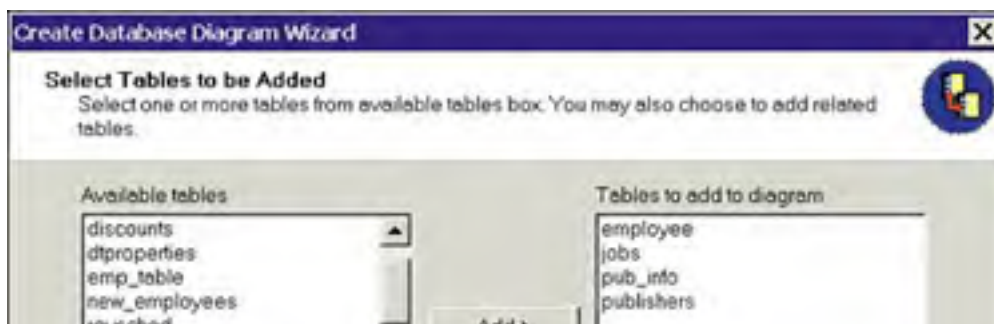 Create Database Diagram Wizard
Select Tables to be Added
Select one or more tables from available tables box. You may also choose to add related
tables.
Available tables
discounts
dtproperties
emp_table
new_employees
Tables to add to diagram
employee
jobs
pub_info
publishers